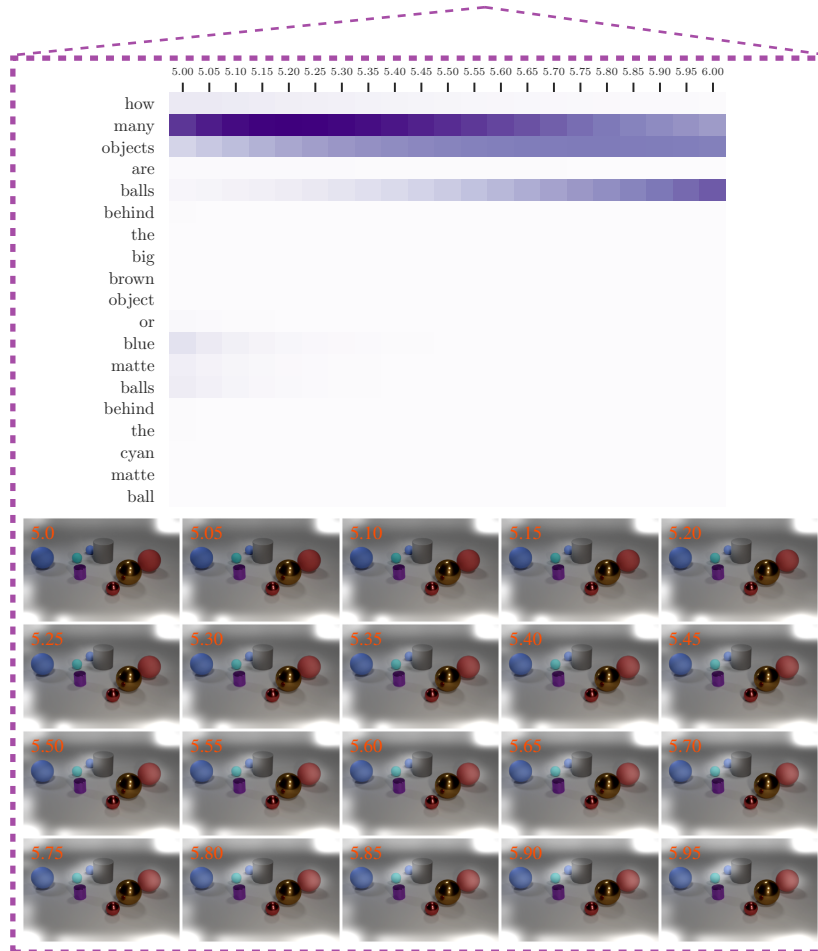 5.00 5.05 5.10 5.15 5.20 5.25 5.30 5.35 5.40 5.45 5.50 5.55 5.60 5.65 5.70 5.75 5.80 5.85 5.90 5.95 6.00
how
many
objects
are
balls
behind
the
big
brown
object
or
blue
matte
balls
behind
the
cyan
matte
ball
5.0 5.05 5.10 5.15 5.20
5.25 5.30 5.35 5.40 5.45
5.50 5.55 5.60 5.65 5.70
5.75 5.80 5.85 5.90 5.95